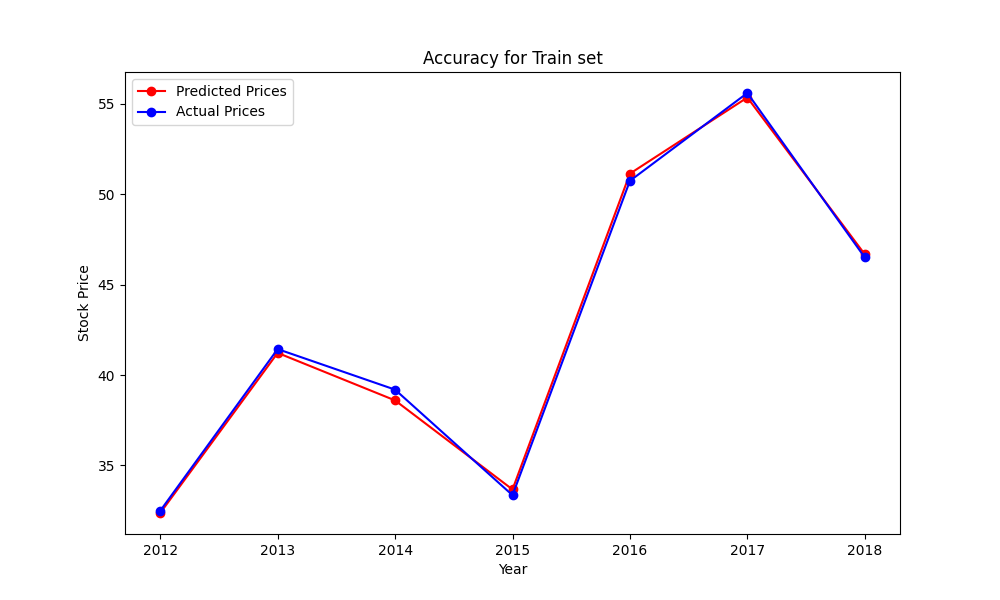 Accuracy for Train set
Predicted Prices
Actual Prices
55
50
45
40
35
Stock Price
2012 2013 2014 2015 2016 2017 2018
Year